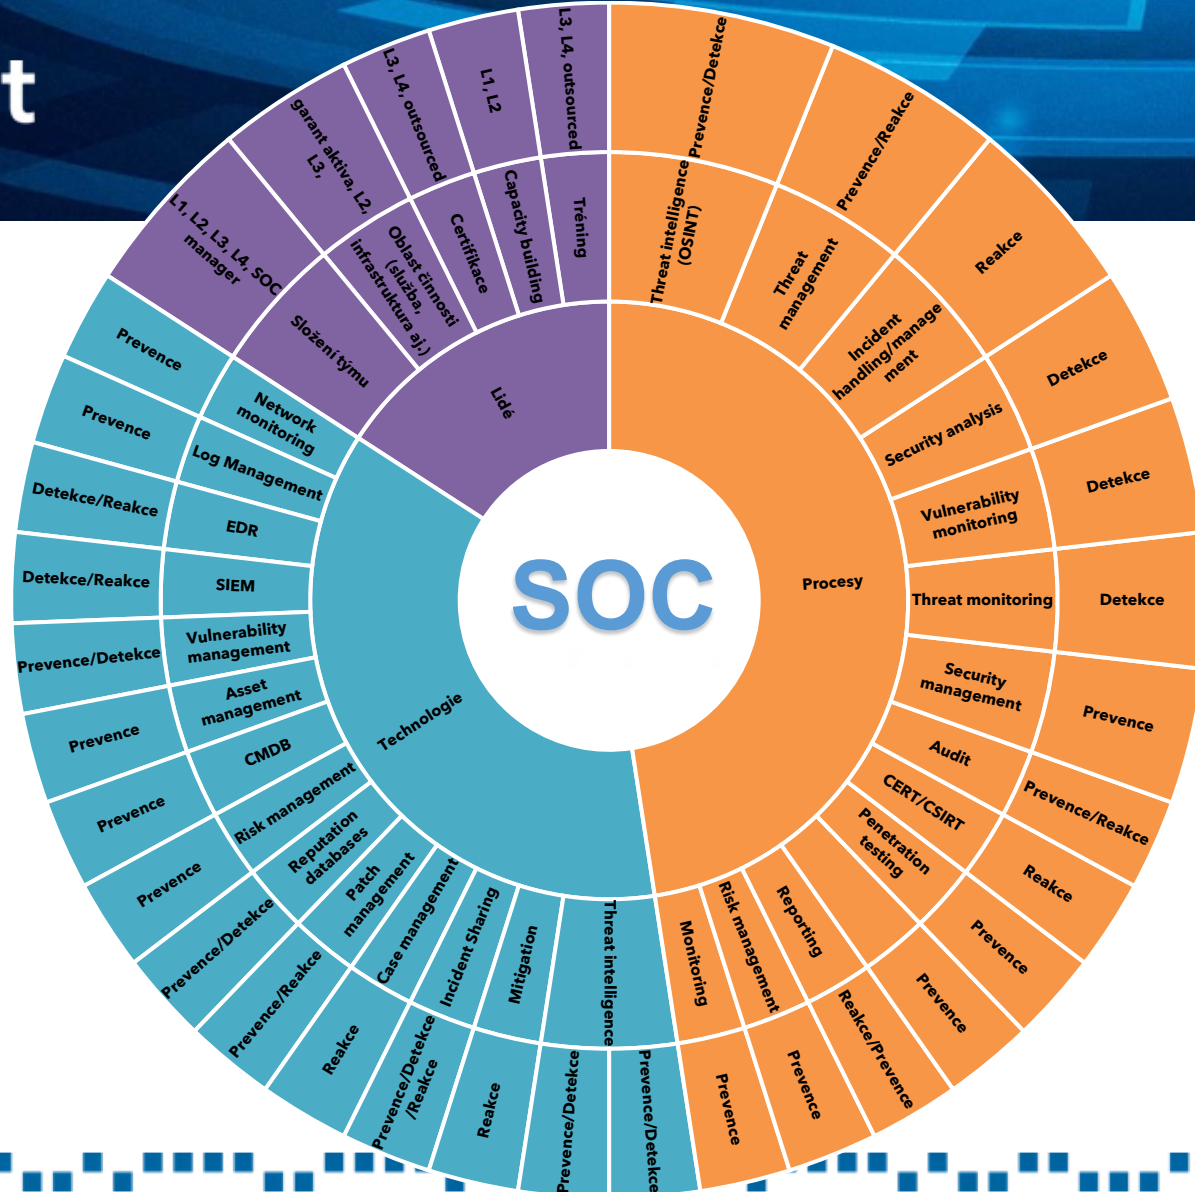 t
SOC
Procesy
Threat intelligence
(OSINT)
Prevence/Detekce
Threat
management
Prevence/Reakce
Incident
handling/manage
ment
Reakce
Security analysis
Detekce
Vulnerability
monitoring
Detekce
Threat monitoring
Detekce
Security
management
Prevence
Audit
Prevence/Reakce
CERT/CSIRT
Reakce
Penetration
testing
Prevence
Prevence
Reporting
Reakce/Prevence
Risk management
Prevence
Monitoring
Prevence
Technologie
Threat intelligence
Prevence/Detekce
Prevence/Detekce
Mitigation
Reakce
Incident Sharing
Prevence/Detekce
/Reakce
Case management
Reakce
Patch
management
Prevence/Reakce
Reputation
databases
Prevence/Detekce
Risk management
Prevence
CMDB
Prevence
Asset
management
Prevence
Vulnerability
management
Prevence/Detekce
SIEM
Detekce/Reakce
EDR
Detekce/Reakce
Log Management
Prevence
Network
monitoring
Prevence
Lidé
Složení týmu
L1, L2, L3, L4, SOC
manager
Oblast činnosti
(služba,
infrastruktura aj.)
garant aktiva, L2,
L3,
Certifikace
L3, L4, outsourced
Capacity building
L1, L2
Tréning
L3, L4, outsourced